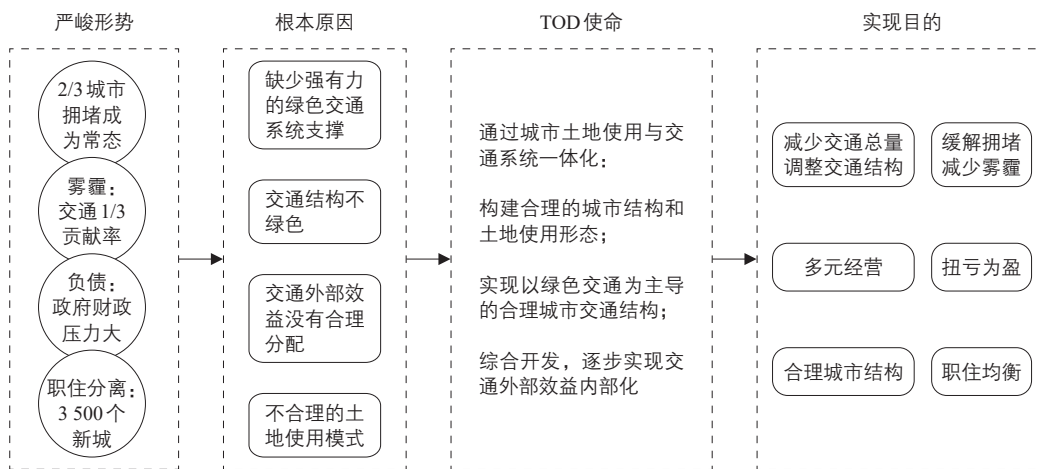 严峻形势
2/3 城市
拥堵成
为常态
雾霾：
交通 1/3
贡献率
负债：
政府财政
压力大
职住分离：
3 500 个
新城
根本原因
缺少强有力
的绿色交通
系统支撑
交通结构不
绿色
交通外部效
益没有合理
分配
不合理的土
地使用模式
TOD 使命
通过城市土地使用与交
通系统一体化；
构建合理的城市结构和
土地使用形态；
实现以绿色交通为主导
的合理城市交通结构；
综合开发，逐步实现交
通外部效益内部化
实现目的
减少交通总量
调整交通结构
缓解拥堵
减少雾霾
多元经营
扭亏为盈
合理城市结构
职住均衡